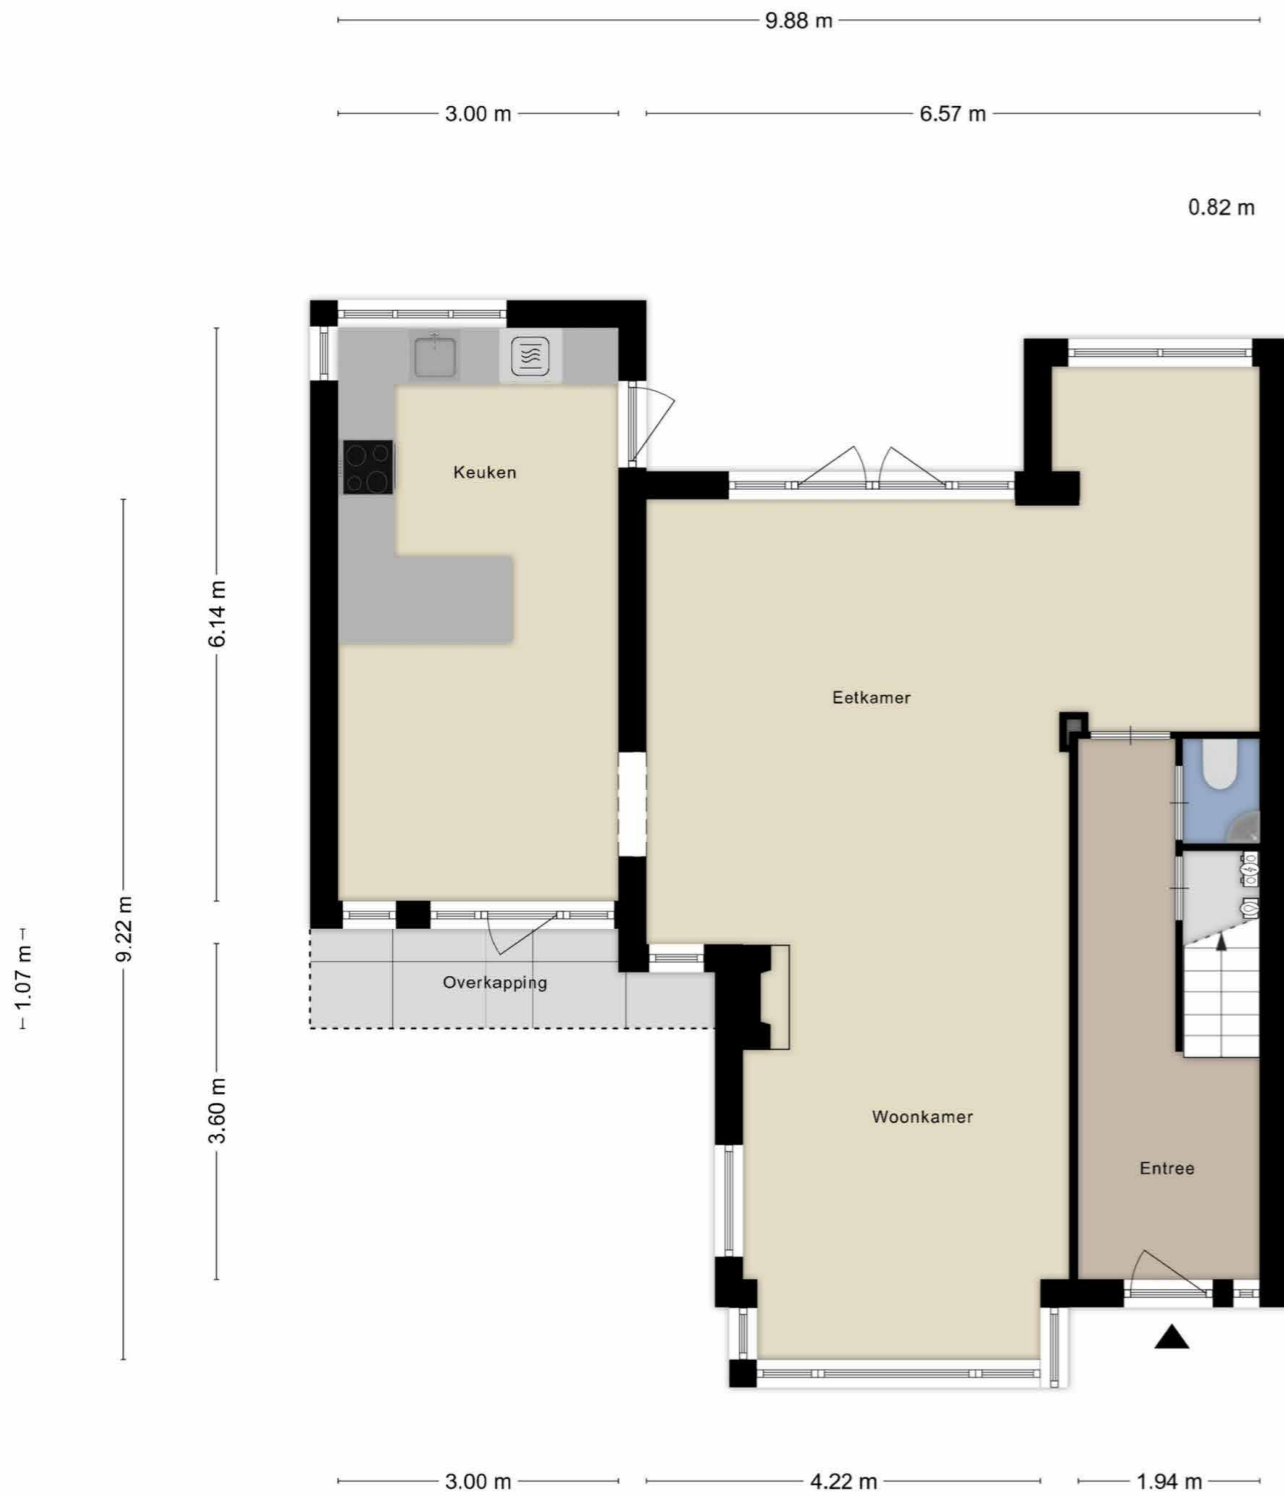 9.88 m
3.00 m
6.57 m
0.82 m
Keuken
6.14 m
Eetkamer
9.22 m
1.07 m
Overkapping
3.60 m
Woonkamer
Entree
3.00 m
4.22 m
1.94 m